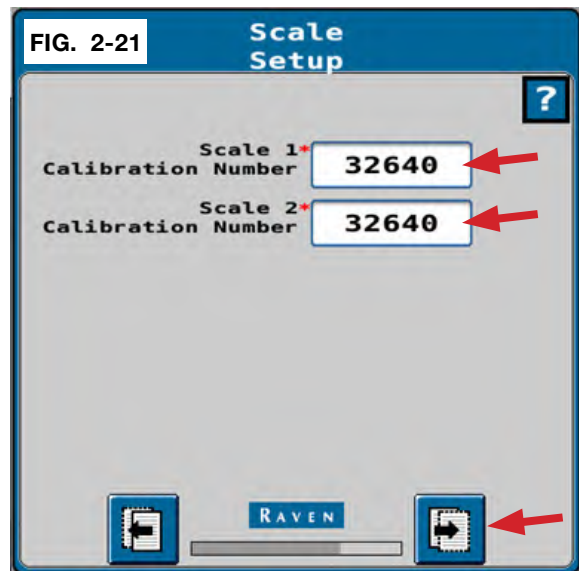 FIG. 2-21
Scale
Setup
?
Scale 1*
Calibration Number
32640
Scale 2*
Calibration Number
32640
RAVEN